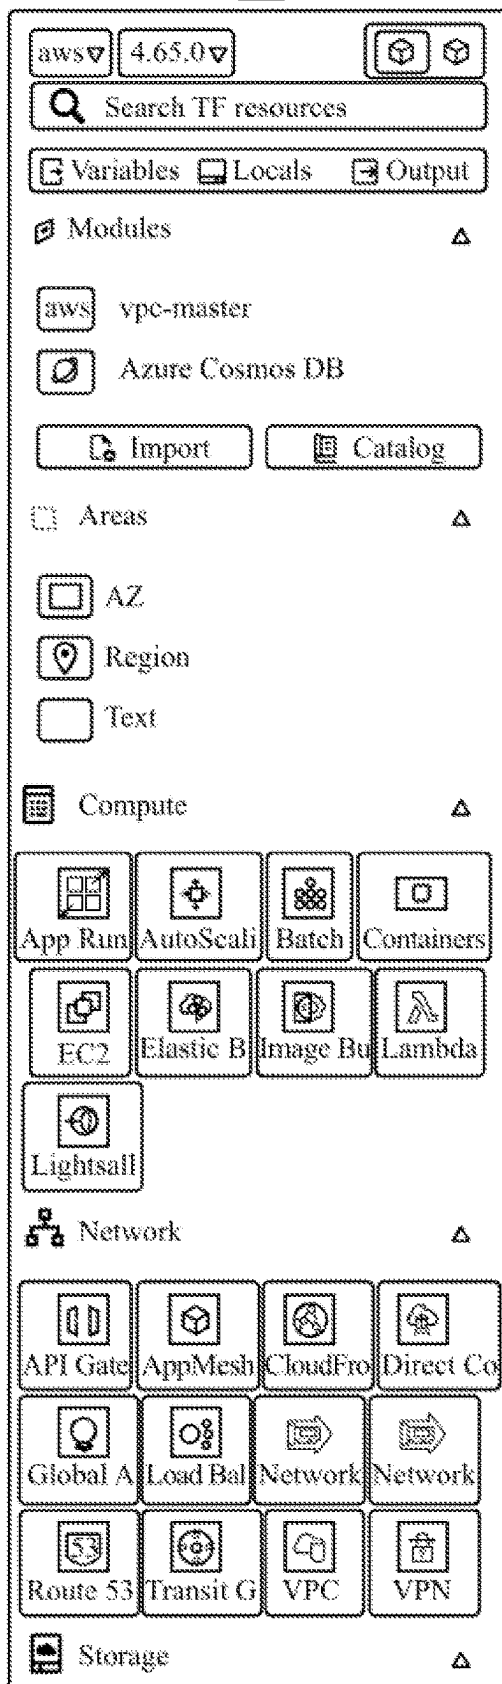 aws 4.65.0
Search TF resources
Variables Locals Output
Modules
aws vpc-master
Azure Cosmos DB
Import Catalog
Areas
AZ
Region
Text
Compute
App Run AutoScali Batch Containers
EC2 Elastic B Image Bu Lambda
Lightsall
Network
API Gate AppMesh CloudFro Direct Co
Global A Load Bal Network Network
53
Route 53 Transit G VPC VPN
Storage